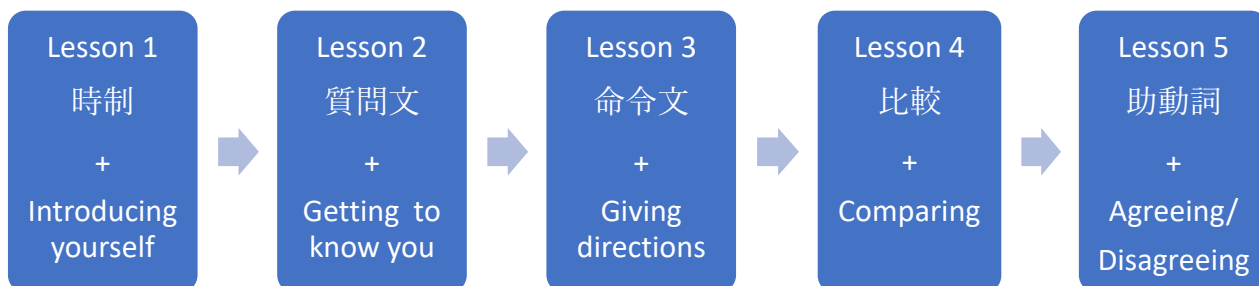 Lesson 1
時制
+
Introducing
yourself
Lesson 2
質問文
+
Getting to
know you
Lesson 3
命令文
+
Giving
directions
Lesson 4
比較
+
Comparing
Lesson 5
助動詞
+
Agreeing/
Disagreeing